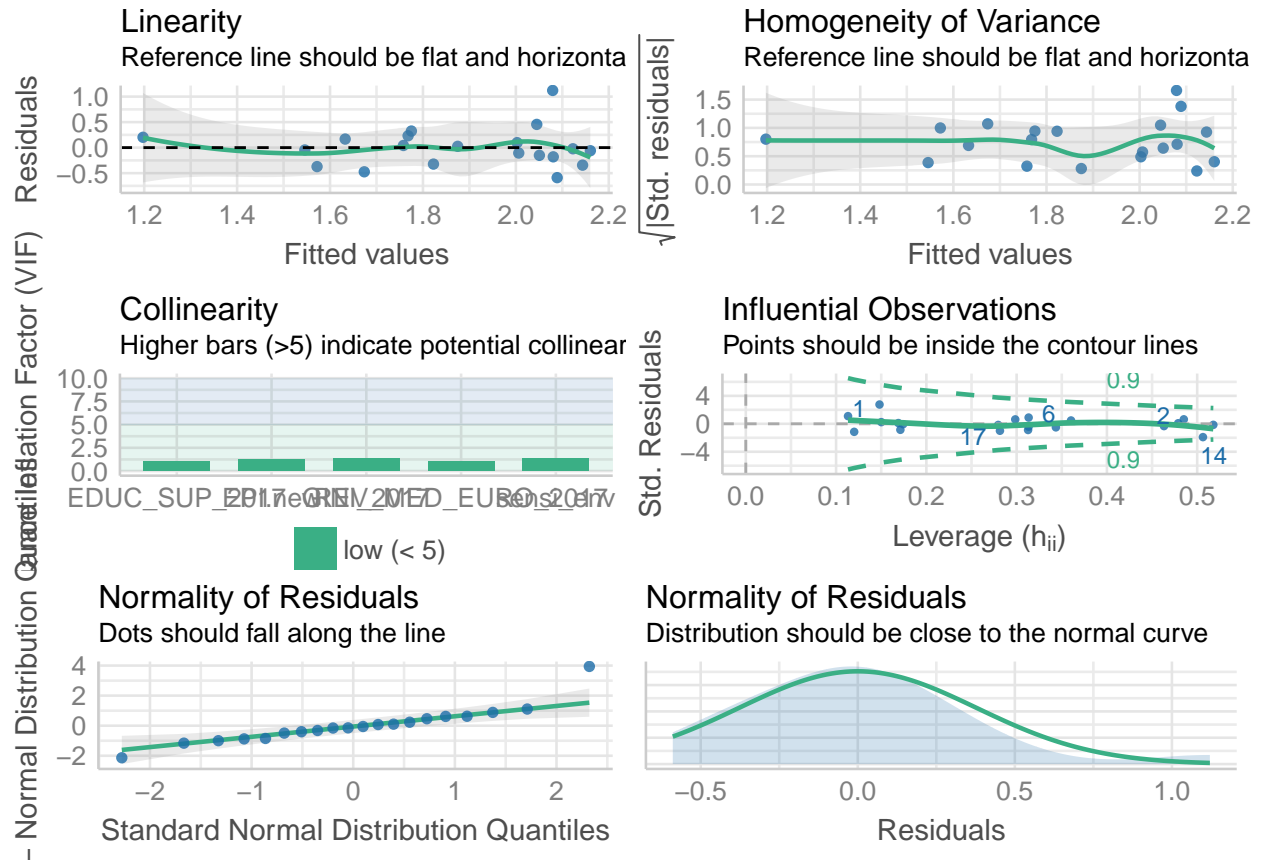 Linearity
Reference line should be flat and horizonta
Residuals
1.0
0.5
0.0
−0.5
1.2 1.4 1.6 1.8 2.0 2.2
Fitted values
Homogeneity of Variance
Reference line should be flat and horizonta
√|Std. residuals|
1.5
1.0
0.5
0.0
1.2 1.4 1.6 1.8 2.0 2.2
Fitted values
Collinearity
Higher bars (>5) indicate potential collinear
Factor (VIF)
10.0
7.5
5.0
2.5
0.0
EDUC_SUP_
low (< 5)
Influential Observations
Points should be inside the contour lines
Std. Residuals
4
0
−4
0.9
1
6
2
17
14
0.9
0.0 0.1 0.2 0.3 0.4 0.5
Leverage (hii)
Normality of Residuals
Dots should fall along the line
– Normal Distribution
4
2
0
−2
−2 −1 0 1 2
Standard Normal Distribution Quantiles
Normality of Residuals
Distribution should be close to the normal curve
−0.5 0.0 0.5 1.0
Residuals